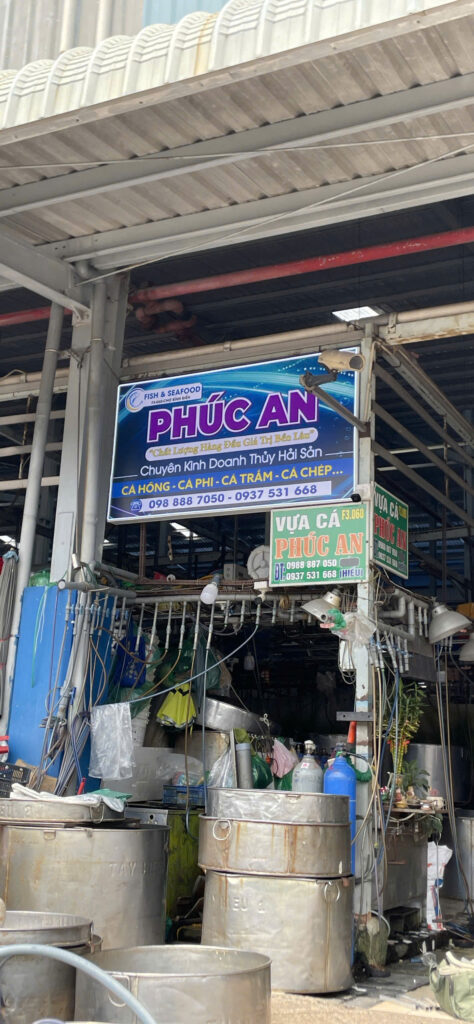 FISH & SEAFOOD
PHÚC AN
"Chất Lượng Hàng Đầu Giá Trị Bền Lâu"
Chuyên Kinh Doanh Thủy Hải Sản
CÁ HỒNG - CÁ PHI - CÁ TRẮM - CÁ CHÉP...
098 888 7050 - 0937 531 668
VỰA CÁ F3.060
PHÚC AN
ĐT: 0988 887 050
0937 531 668 (HIẾU)